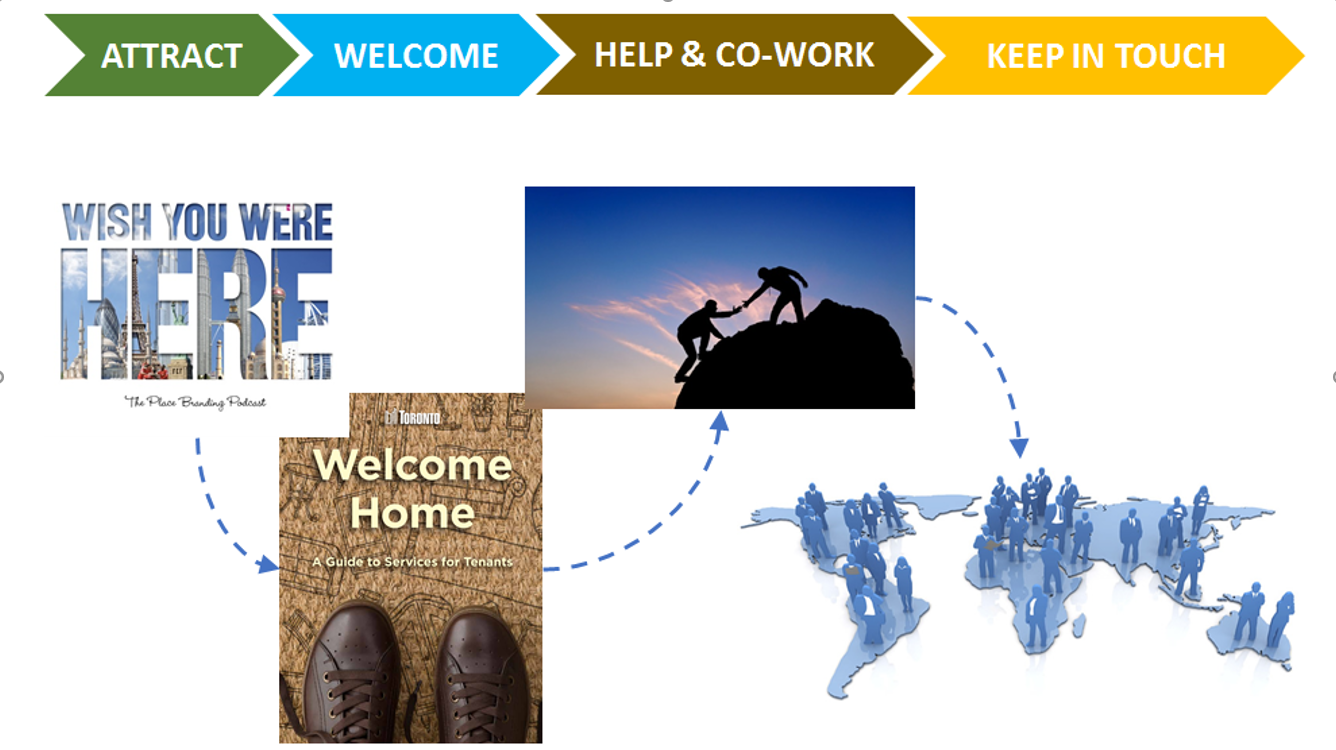 ATTRACT
WELCOME
HELP & CO-WORK
KEEP IN TOUCH
WISH YOU WERE
HERE
The Place Branding Podcast
TORONTO
Welcome
Home
A Guide to Services for Tenants